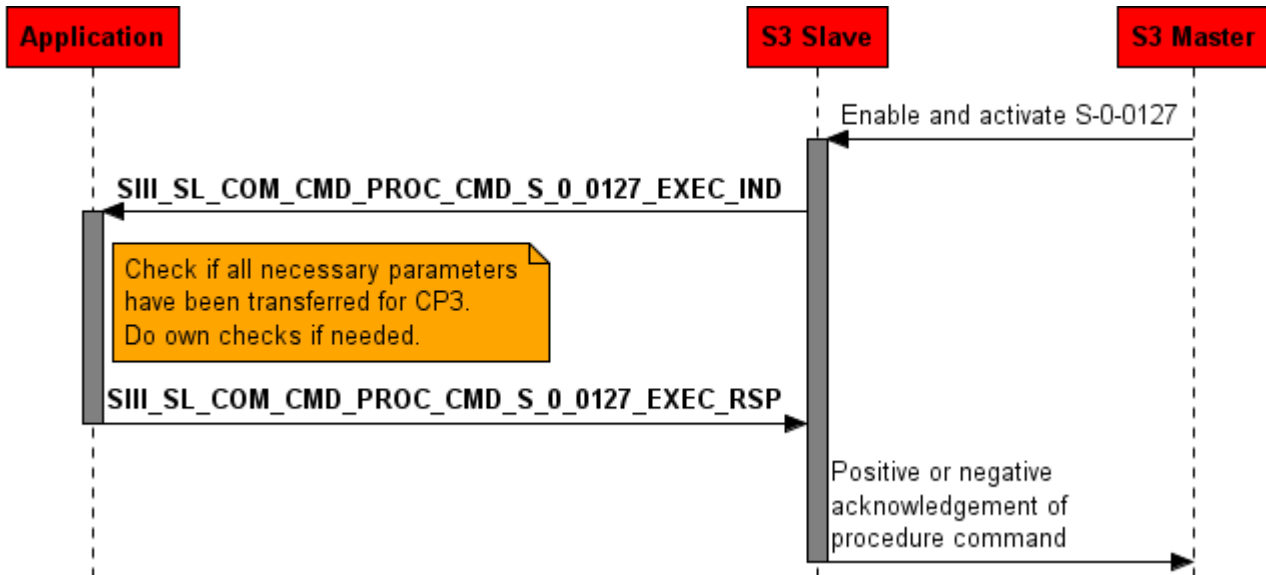 Application
S3 Slave
S3 Master
Enable and activate S-0-0127
SIII_SL_COM_CMD_PROC_CMD_S_0_0127_EXEC_IND
Check if all necessary parameters
have been transferred for CP3.
Do own checks if needed.
SIII_SL_COM_CMD_PROC_CMD_S_0_0127_EXEC_RSP
Positive or negative
acknowledgement of
procedure command